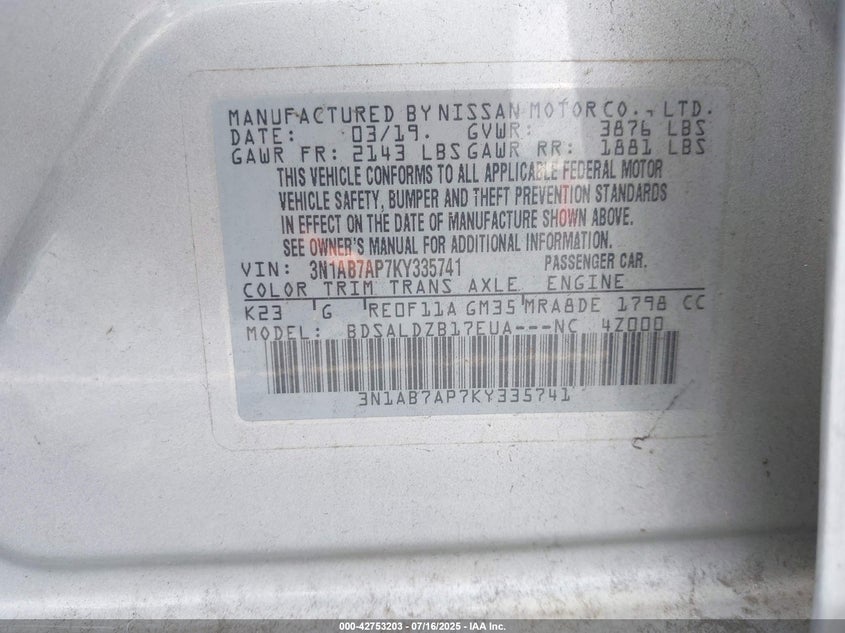 MANUFACTURED BY NISSAN MOTOR CO., LTD.
DATE: 03/19. GVWR: 3876 LBS
GAWR FR: 2143 LBS GAWR RR: 1881 LBS
THIS VEHICLE CONFORMS TO ALL APPLICABLE FEDERAL MOTOR
VEHICLE SAFETY, BUMPER AND THEFT PREVENTION STANDARDS
IN EFFECT ON THE DATE OF MANUFACTURE SHOWN ABOVE.
SEE OWNER'S MANUAL FOR ADDITIONAL INFORMATION.
VIN: 3N1AB7AP7KY335741 PASSENGER CAR.
COLOR TRIM TRANS AXLE ENGINE
K23 G RE0F11A GM35 MRA8DE 1798 CC
MODEL: BDSALDZB17EUA---NC 4Z000
3N1AB7AP7KY335741
000-42753203 - 07/16/2025 - IAA Inc.